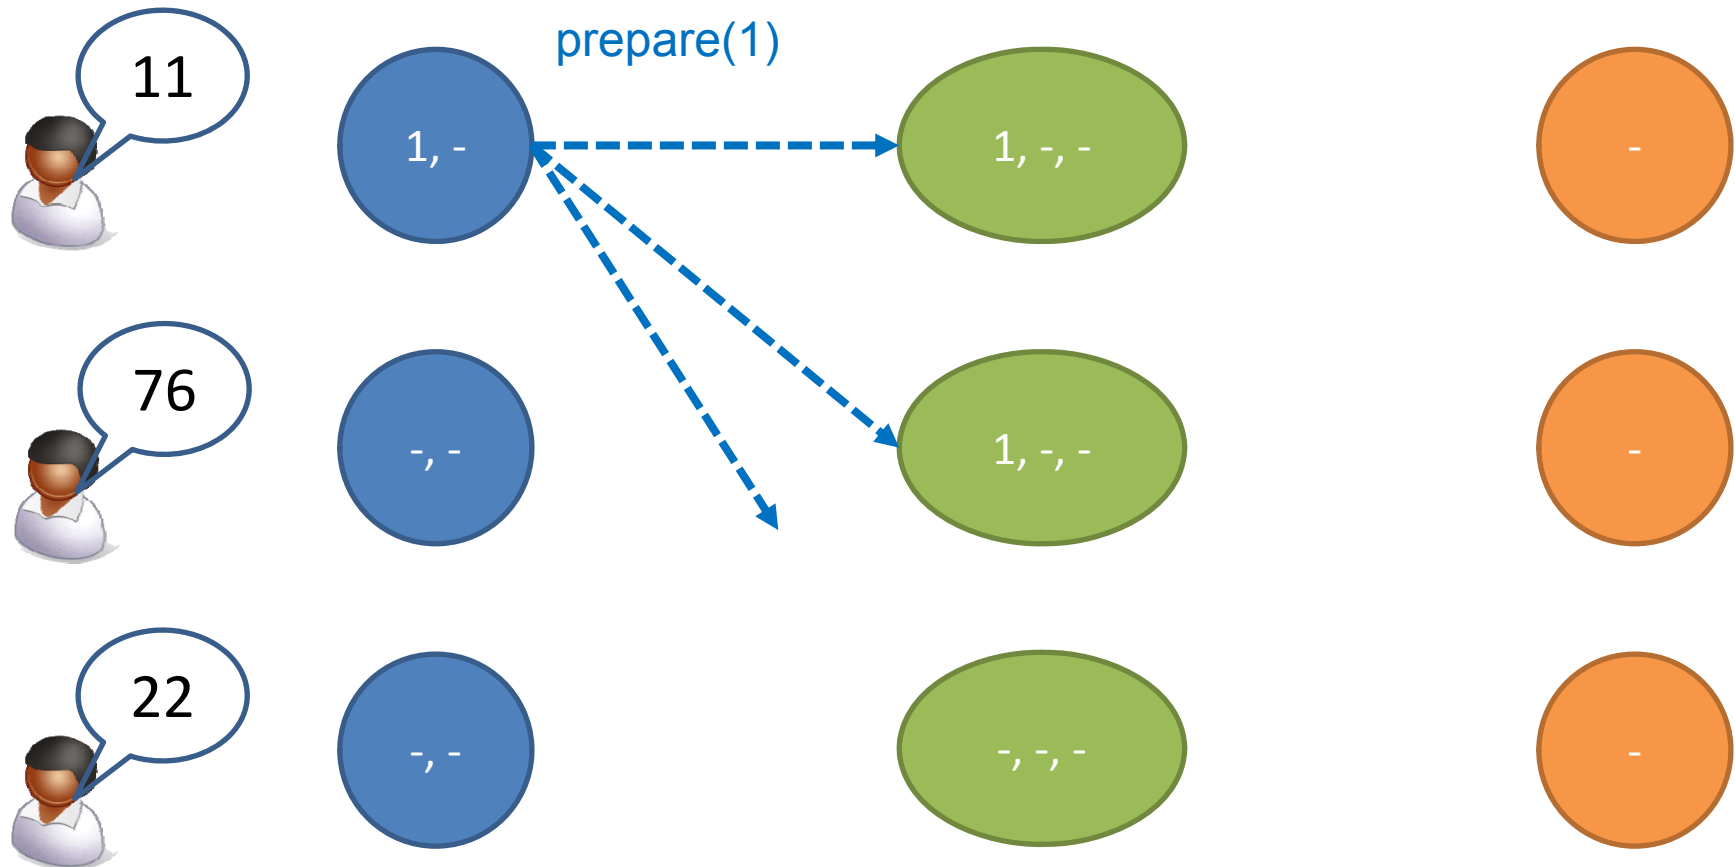 prepare(1)
11
1, -
1, -, -
-
76
-, -
1, -, -
-
22
-, -
-, -, -
-